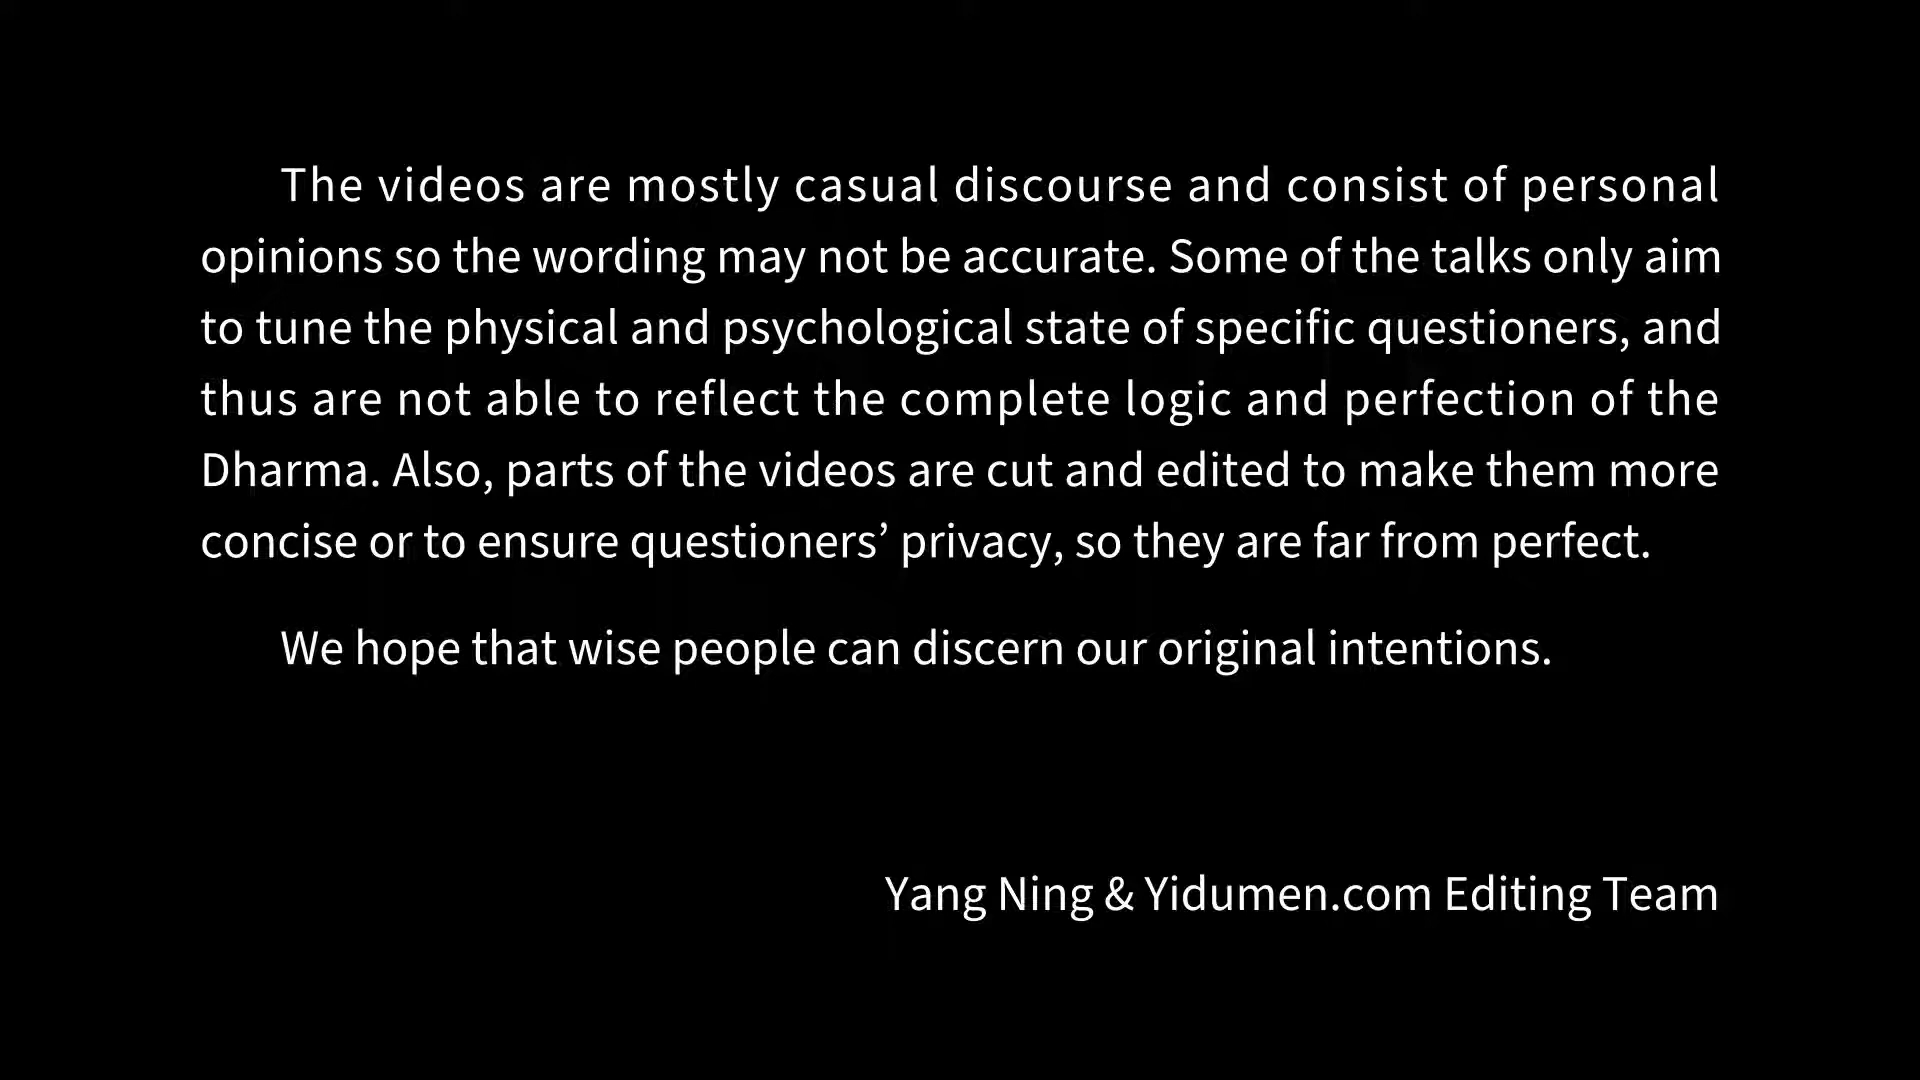 The videos are mostly casual discourse and consist of personal
opinions so the wording may not be accurate. Some of the talks only aim
to tune the physical and psychological state of specific questioners, and
thus are not able to reflect the complete logic and perfection of the
Dharma. Also, parts of the videos are cut and edited to make them more
concise or to ensure questioners’ privacy, so they are far from perfect.
We hope that wise people can discern our original intentions.
Yang Ning & Yidumen.com Editing Team